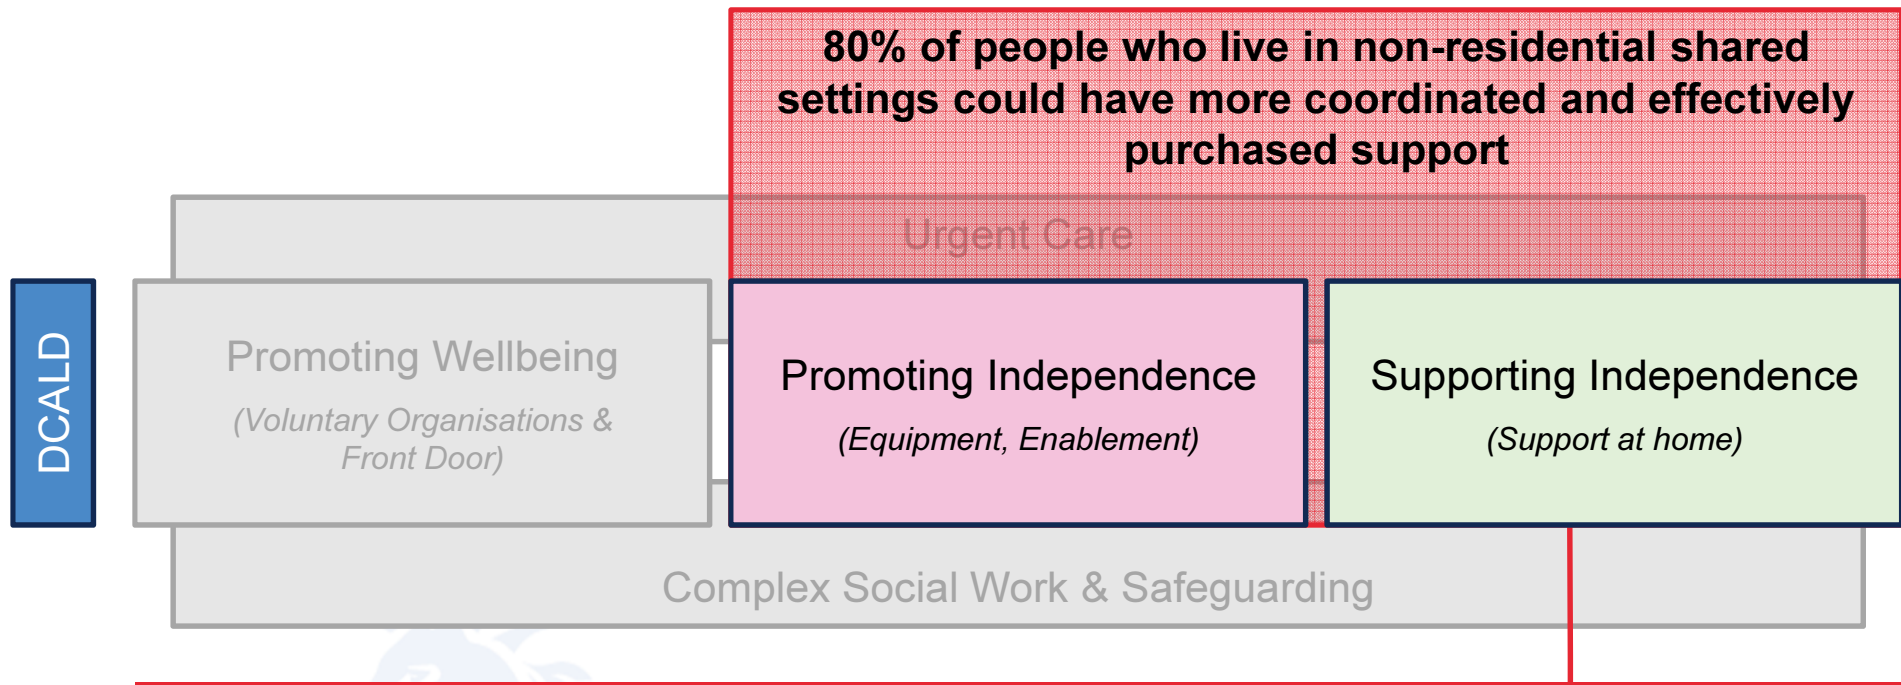 80% of people who live in non-residential shared
settings could have more coordinated and effectively
purchased support
Urgent Care
DCALD
Promoting Wellbeing
(Voluntary Organisations &
Front Door)
Promoting Independence
(Equipment, Enablement)
Supporting Independence
(Support at home)
Complex Social Work & Safeguarding